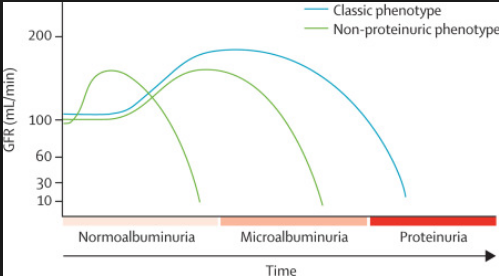 Classic phenotype
Non-proteinuric phenotype
GFR (mL/min)
200
100
60
30
10
Normoalbuminuria
Microalbuminuria
Proteinuria
Time